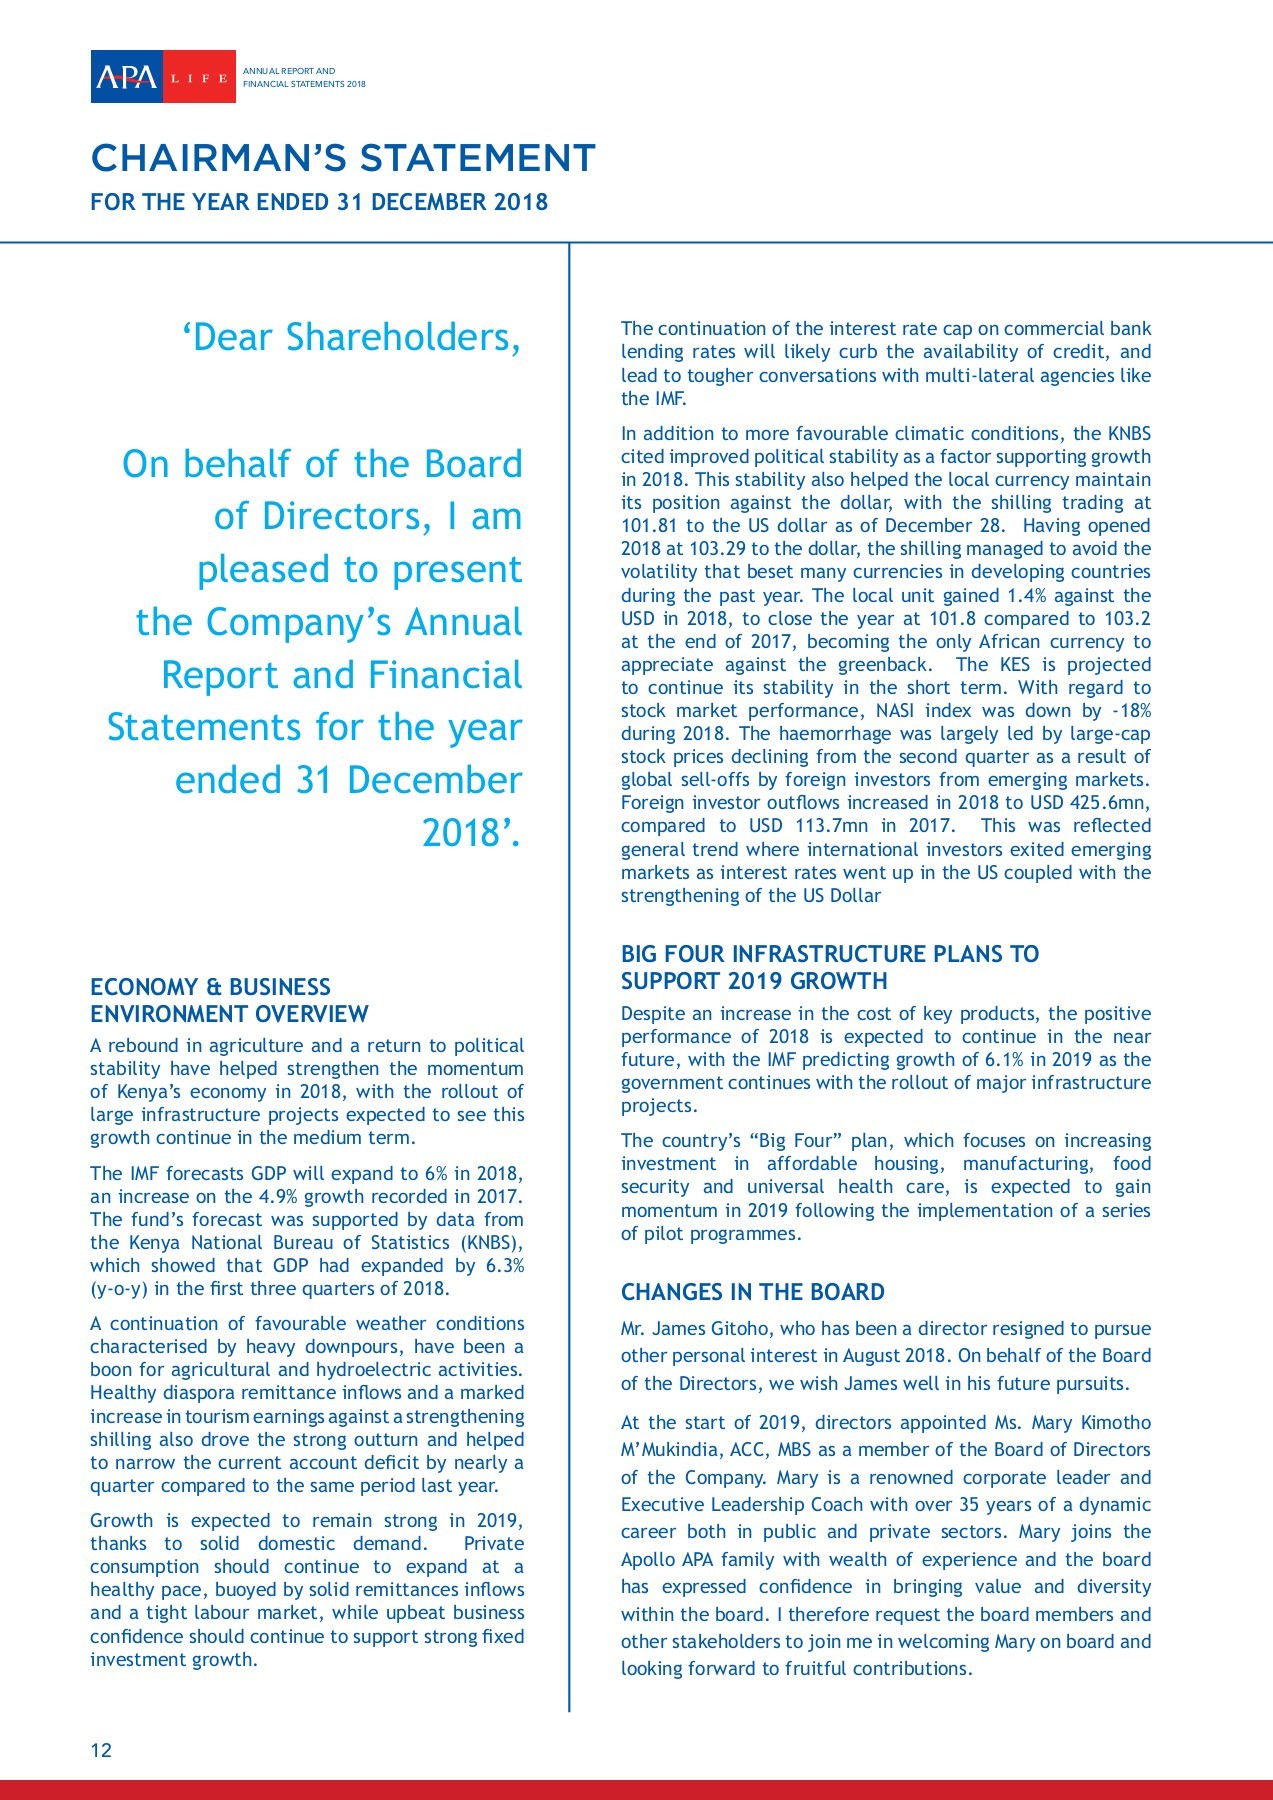 APA LIFE
ANNUAL REPORT AND
FINANCIAL STATEMENTS 2018
CHAIRMAN’S STATEMENT
FOR THE YEAR ENDED 31 DECEMBER 2018
‘Dear Shareholders,
On behalf of the Board
of Directors, I am
pleased to present
the Company’s Annual
Report and Financial
Statements for the year
ended 31 December
2018’.
ECONOMY & BUSINESS
ENVIRONMENT OVERVIEW
A rebound in agriculture and a return to political
stability have helped strengthen the momentum
of Kenya’s economy in 2018, with the rollout of
large infrastructure projects expected to see this
growth continue in the medium term.
The IMF forecasts GDP will expand to 6% in 2018,
an increase on the 4.9% growth recorded in 2017.
The fund’s forecast was supported by data from
the Kenya National Bureau of Statistics (KNBS),
which showed that GDP had expanded by 6.3%
(y-o-y) in the first three quarters of 2018.
A continuation of favourable weather conditions
characterised by heavy downpours, have been a
boon for agricultural and hydroelectric activities.
Healthy diaspora remittance inflows and a marked
increase in tourism earnings against a strengthening
shilling also drove the strong outturn and helped
to narrow the current account deficit by nearly a
quarter compared to the same period last year.
Growth is expected to remain strong in 2019,
thanks to solid domestic demand. Private
consumption should continue to expand at a
healthy pace, buoyed by solid remittances inflows
and a tight labour market, while upbeat business
confidence should continue to support strong fixed
investment growth.
The continuation of the interest rate cap on commercial bank
lending rates will likely curb the availability of credit, and
lead to tougher conversations with multi-lateral agencies like
the IMF.
In addition to more favourable climatic conditions, the KNBS
cited improved political stability as a factor supporting growth
in 2018. This stability also helped the local currency maintain
its position against the dollar, with the shilling trading at
101.81 to the US dollar as of December 28. Having opened
2018 at 103.29 to the dollar, the shilling managed to avoid the
volatility that beset many currencies in developing countries
during the past year. The local unit gained 1.4% against the
USD in 2018, to close the year at 101.8 compared to 103.2
at the end of 2017, becoming the only African currency to
appreciate against the greenback. The KES is projected
to continue its stability in the short term. With regard to
stock market performance, NASI index was down by -18%
during 2018. The haemorrhage was largely led by large-cap
stock prices declining from the second quarter as a result of
global sell-offs by foreign investors from emerging markets.
Foreign investor outflows increased in 2018 to USD 425.6mn,
compared to USD 113.7mn in 2017. This was reflected
general trend where international investors exited emerging
markets as interest rates went up in the US coupled with the
strengthening of the US Dollar
BIG FOUR INFRASTRUCTURE PLANS TO
SUPPORT 2019 GROWTH
Despite an increase in the cost of key products, the positive
performance of 2018 is expected to continue in the near
future, with the IMF predicting growth of 6.1% in 2019 as the
government continues with the rollout of major infrastructure
projects.
The country’s “Big Four” plan, which focuses on increasing
investment in affordable housing, manufacturing, food
security and universal health care, is expected to gain
momentum in 2019 following the implementation of a series
of pilot programmes.
CHANGES IN THE BOARD
Mr. James Gitoho, who has been a director resigned to pursue
other personal interest in August 2018. On behalf of the Board
of the Directors, we wish James well in his future pursuits.
At the start of 2019, directors appointed Ms. Mary Kimotho
M’Mukindia, ACC, MBS as a member of the Board of Directors
of the Company. Mary is a renowned corporate leader and
Executive Leadership Coach with over 35 years of a dynamic
career both in public and private sectors. Mary joins the
Apollo APA family with wealth of experience and the board
has expressed confidence in bringing value and diversity
within the board. I therefore request the board members and
other stakeholders to join me in welcoming Mary on board and
looking forward to fruitful contributions.
12